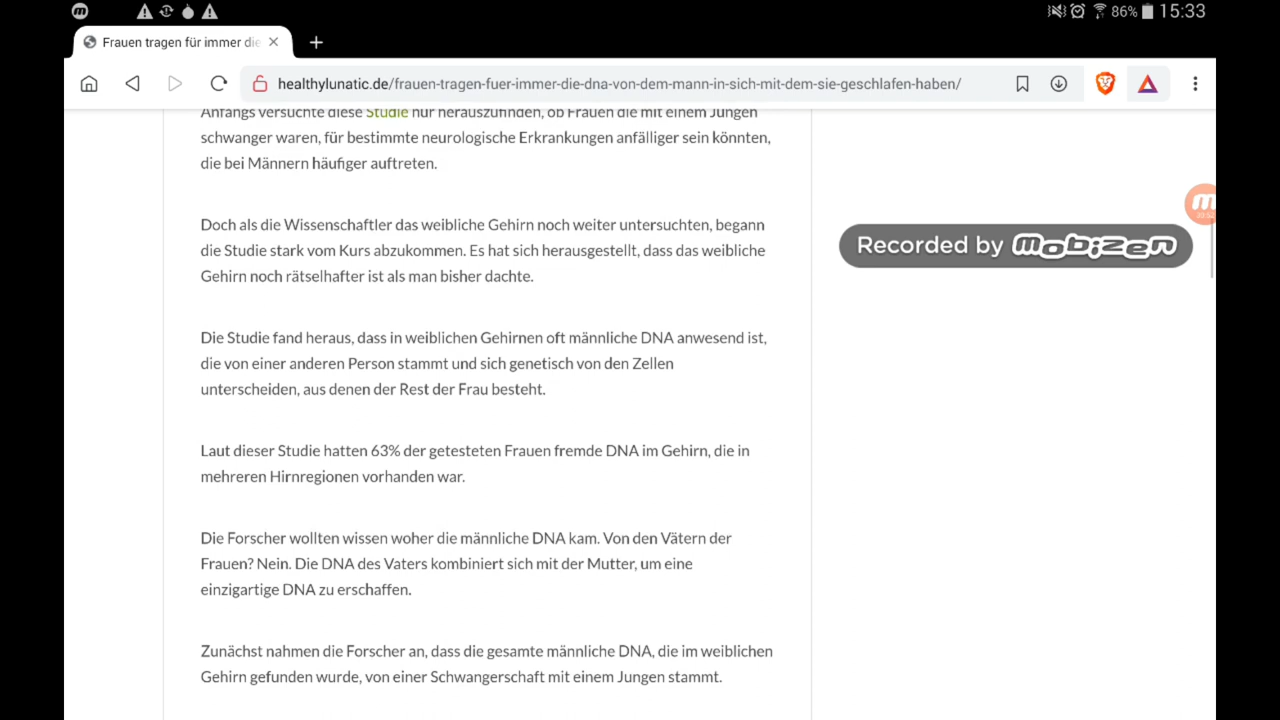 86% 15:33
Frauen tragen für immer die
healthylunatic.de/frauen-tragen-fuer-immer-die-dna-von-dem-mann-in-sich-mit-dem-sie-geschlafen-haben/
Anfangs versuchte diese Studie nur herauszufinden, ob Frauen die mit einem Jungen
schwanger waren, für bestimmte neurologische Erkrankungen anfälliger sein könnten,
die bei Männern häufiger auftreten.
Doch als die Wissenschaftler das weibliche Gehirn noch weiter untersuchten, begann
die Studie stark vom Kurs abzukommen. Es hat sich herausgestellt, dass das weibliche
Gehirn noch rätselhafter ist als man bisher dachte.
Recorded by mobizen
Die Studie fand heraus, dass in weiblichen Gehirnen oft männliche DNA anwesend ist,
die von einer anderen Person stammt und sich genetisch von den Zellen
unterscheiden, aus denen der Rest der Frau besteht.
Laut dieser Studie hatten 63% der getesteten Frauen fremde DNA im Gehirn, die in
mehreren Hirnregionen vorhanden war.
Die Forscher wollten wissen woher die männliche DNA kam. Von den Vätern der
Frauen? Nein. Die DNA des Vaters kombiniert sich mit der Mutter, um eine
einzigartige DNA zu erschaffen.
Zunächst nahmen die Forscher an, dass die gesamte männliche DNA, die im weiblichen
Gehirn gefunden wurde, von einer Schwangerschaft mit einem Jungen stammt.